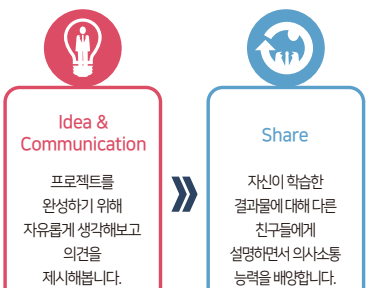 Idea &
Communication
프로젝트를
완성하기 위해
자유롭게 생각해보고
의견을
제시해봅니다.
Share
자신이 학습한
결과물에 대해 다른
친구들에게
설명하면서 의사소통
능력을 배양합니다.